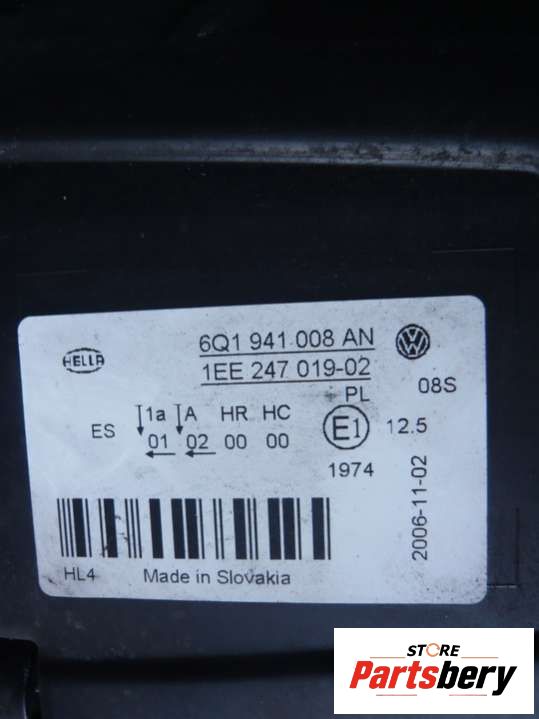 HELLA
6Q1 941 008 AN
1EE 247 019-02
PL
08S
ES
1a A HR HC
01 02 00 00
E1
12.5
1974
2006-11-02
HL4
Made in Slovakia
STORE
Partsbery